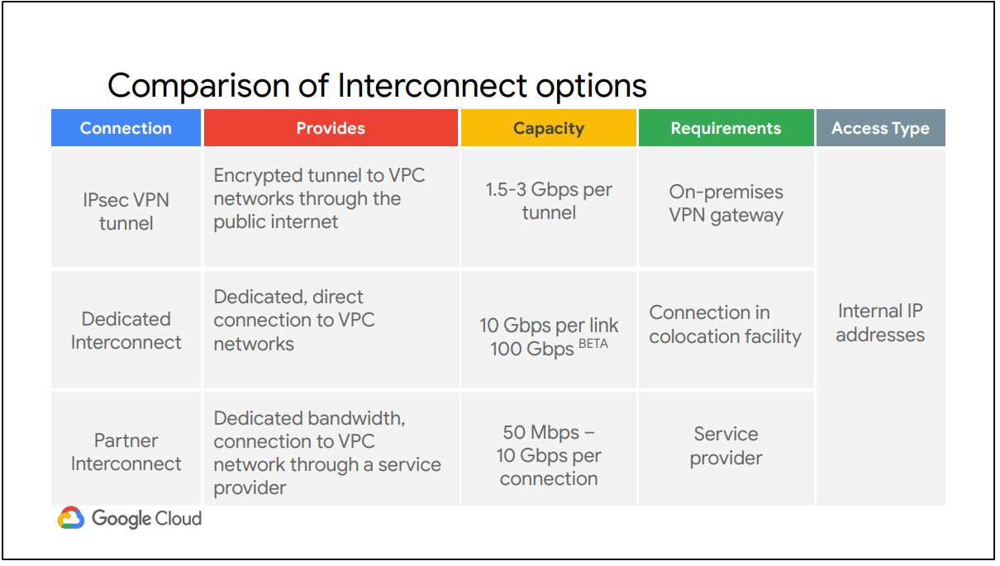 Comparison of Interconnect options
Connection
Provides
Capacity
Requirements
Access Type
IPsec VPN
tunnel
Encrypted tunnel to VPC
networks through the
public internet
1.5-3 Gbps per
tunnel
On-premises
VPN gateway
Dedicated
Interconnect
Dedicated, direct
connection to VPC
networks
10 Gbps per link
100 Gbps BETA
Connection in
colocation facility
Internal IP
addresses
Partner
Interconnect
Dedicated bandwidth,
connection to VPC
network through a service
provider
50 Mbps –
10 Gbps per
connection
Service
provider
Google Cloud